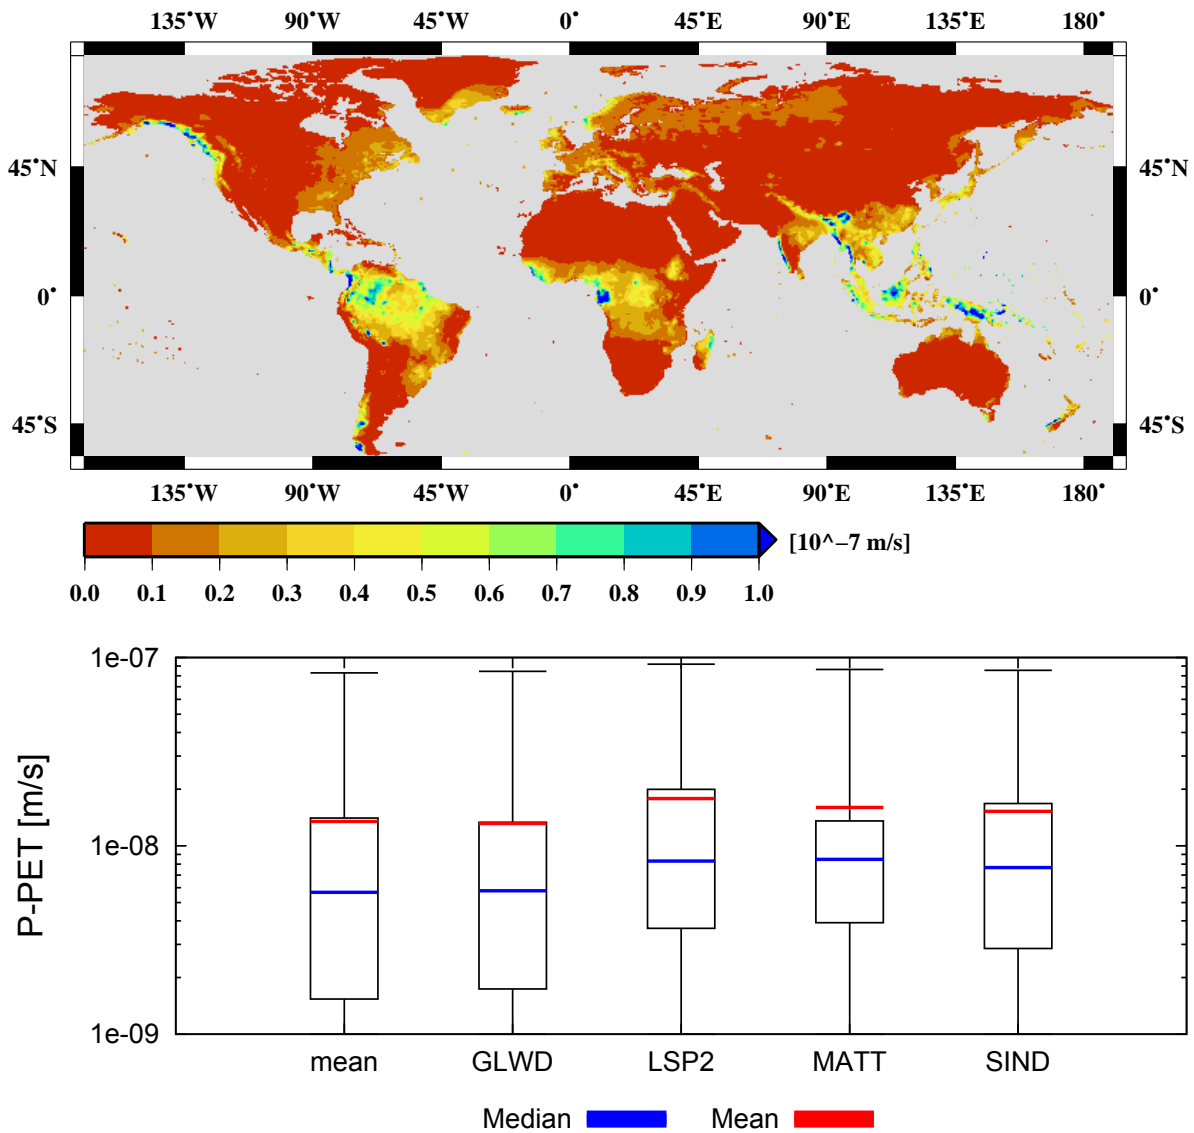 135°W 90°W 45°W 0° 45°E 90°E 135°E 180°
45°N 45°N
0° 0°
45°S 45°S
135°W 90°W 45°W 0° 45°E 90°E 135°E 180°
[10^−7 m/s]
0.0 0.1 0.2 0.3 0.4 0.5 0.6 0.7 0.8 0.9 1.0
1e-07
1e-08
1e-09
P-PET [m/s]
mean GLWD LSP2 MATT SIND
Median Mean